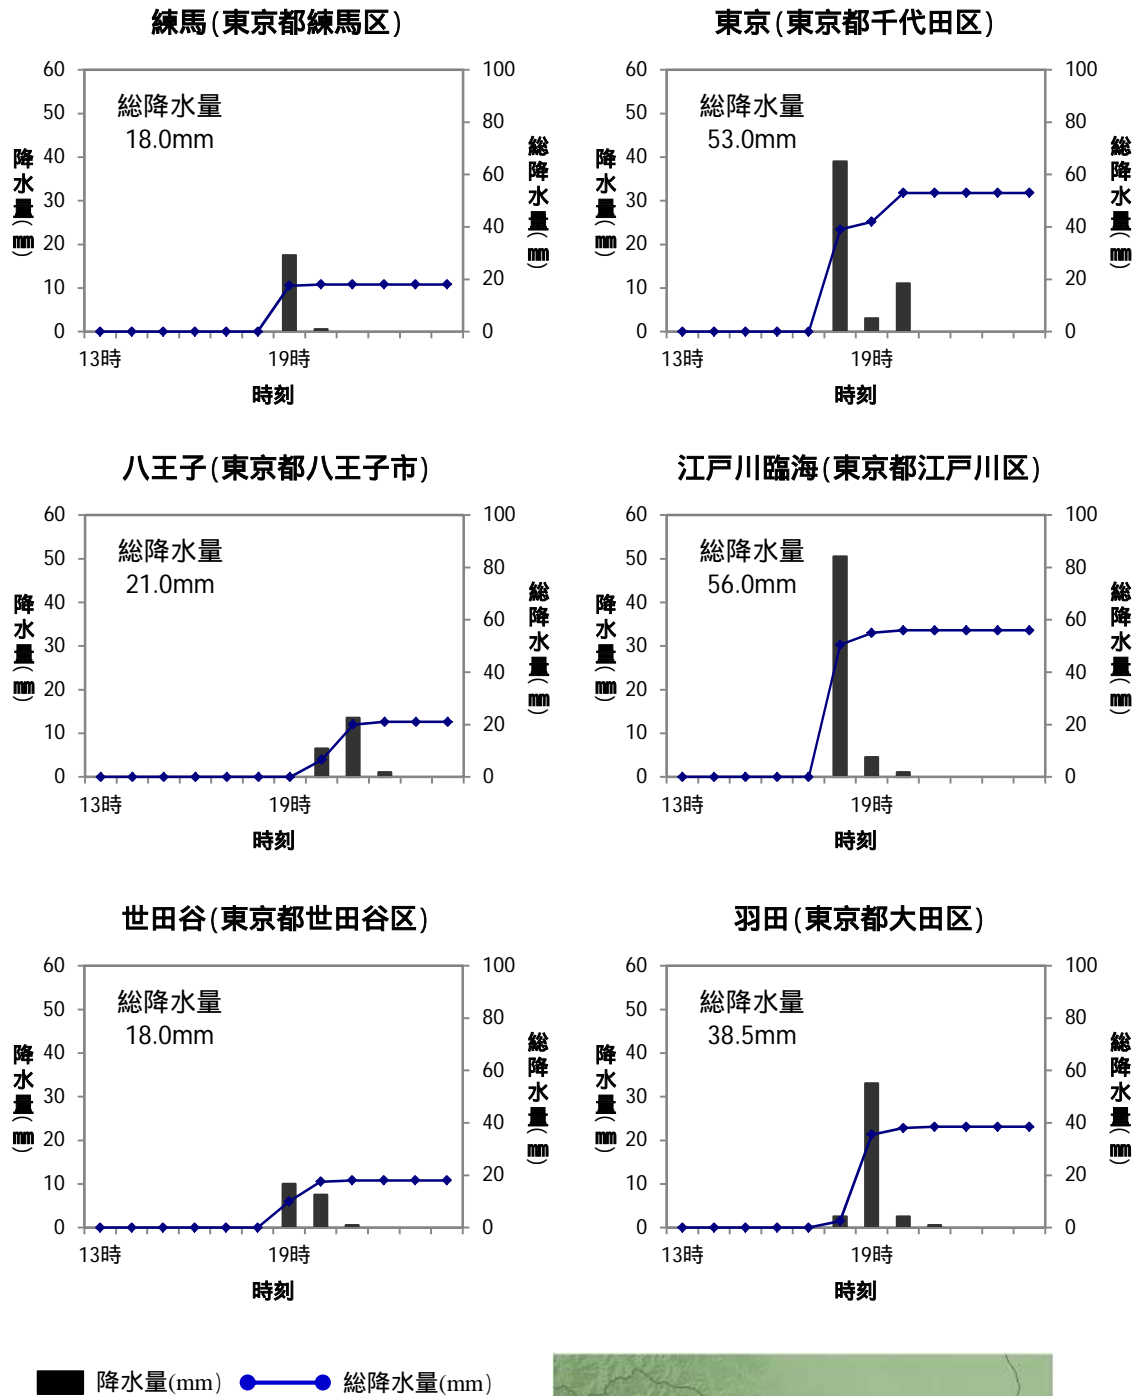 練馬(東京都練馬区)
60
50
40
30
20
10
0
100
80
60
40
20
0
総降水量
18.0mm
降水量(mm)
総降水量(mm)
13時
19時
時刻
東京(東京都千代田区)
60
50
40
30
20
10
0
100
80
60
40
20
0
総降水量
53.0mm
降水量(mm)
総降水量(mm)
13時
19時
時刻
八王子(東京都八王子市)
60
50
40
30
20
10
0
100
80
60
40
20
0
総降水量
21.0mm
降水量(mm)
総降水量(mm)
13時
19時
時刻
江戸川臨海(東京都江戸川区)
60
50
40
30
20
10
0
100
80
60
40
20
0
総降水量
56.0mm
降水量(mm)
総降水量(mm)
13時
19時
時刻
世田谷(東京都世田谷区)
60
50
40
30
20
10
0
100
80
60
40
20
0
総降水量
18.0mm
降水量(mm)
総降水量(mm)
13時
19時
時刻
羽田(東京都大田区)
60
50
40
30
20
10
0
100
80
60
40
20
0
総降水量
38.5mm
降水量(mm)
総降水量(mm)
13時
19時
時刻
降水量(mm) 総降水量(mm)